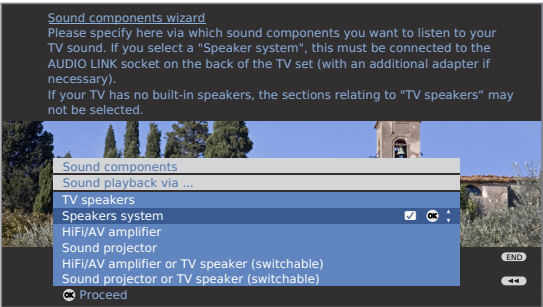 Sound components wizard
Please specify here via which sound components you want to listen to your
TV sound. If you select a "Speaker system", this must be connected to the
AUDIO LINK socket on the back of the TV set (with an additional adapter if
necessary).
If your TV has no built-in speakers, the sections relating to "TV speakers" may
not be selected.
Sound components
Sound playback via ...
TV speakers
Speakers system OK
HiFi/AV amplifier
Sound projector
HiFi/AV amplifier or TV speaker (switchable)
Sound projector or TV speaker (switchable)
END
OK Proceed